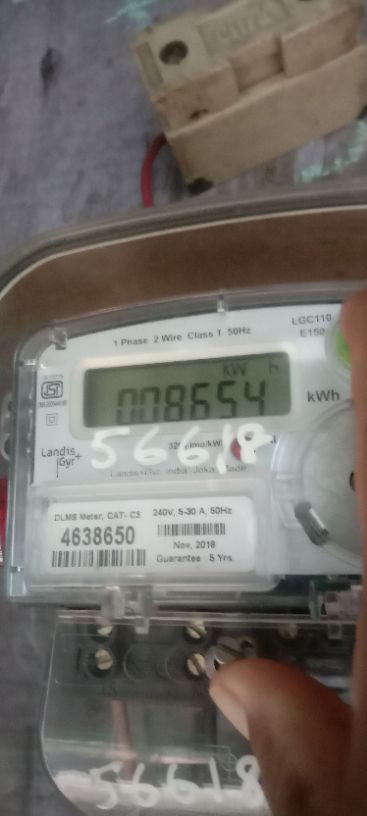 LGC110
E150
1 Phase 2 Wire Class 1 50Hz
kW h
008654
kWh
56618
Landis
Gyr+
DLMS Meter, CAT- C3 240V, 5-30 A, 50Hz
4638650
Nov, 2018
Guarantee 5 Yrs.
56618